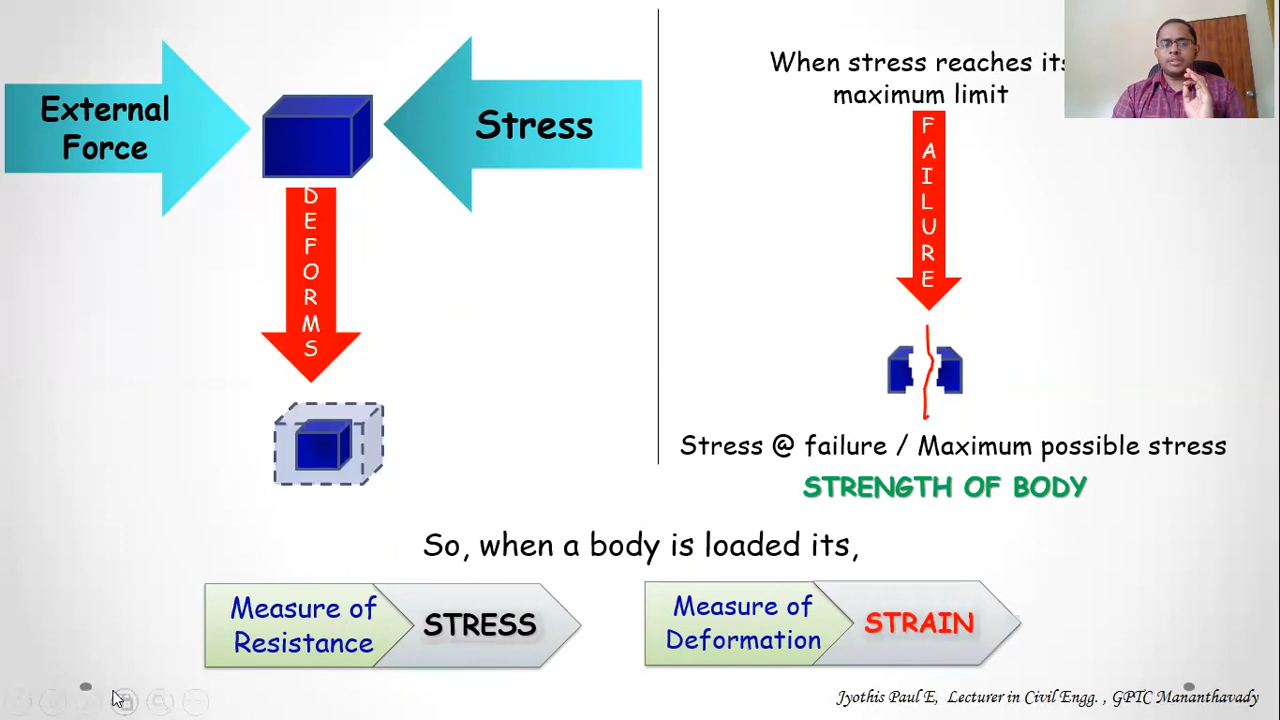 External
Force
Stress
DEFORMS
When stress reaches its
maximum limit
FAILURE
Stress @ failure / Maximum possible stress
STRENGTH OF BODY
So, when a body is loaded its,
Measure of
Resistance
STRESS
Measure of
Deformation
STRAIN
Jyothis Paul E, Lecturer in Civil Engg. , GPTC Mananthavady